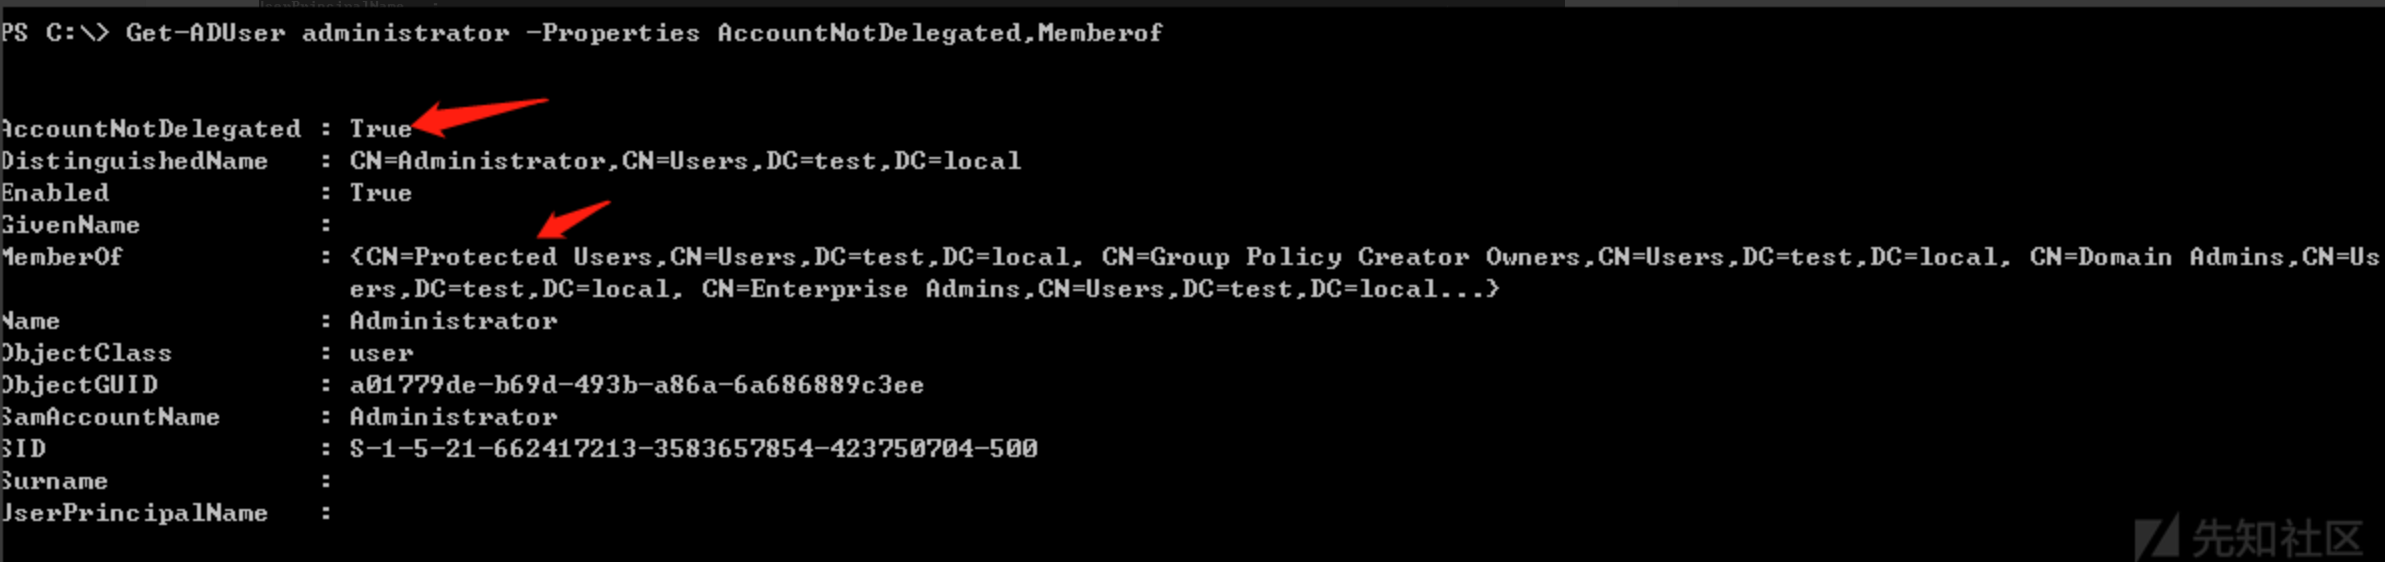 PS C:\> Get-ADUser administrator -Properties AccountNotDelegated,Memberof
AccountNotDelegated : True
DistinguishedName : CN=Administrator,CN=Users,DC=test,DC=local
Enabled : True
GivenName :
MemberOf : {CN=Protected Users,CN=Users,DC=test,DC=local, CN=Group Policy Creator Owners,CN=Users,DC=test,DC=local, CN=Domain Admins,CN=Us
ers,DC=test,DC=local, CN=Enterprise Admins,CN=Users,DC=test,DC=local...}
Name : Administrator
ObjectClass : user
ObjectGUID : a01779de-b69d-493b-a86a-6a686889c3ee
SamAccountName : Administrator
SID : S-1-5-21-662417213-3583657854-423750704-500
Surname :
UserPrincipalName :
先知社区